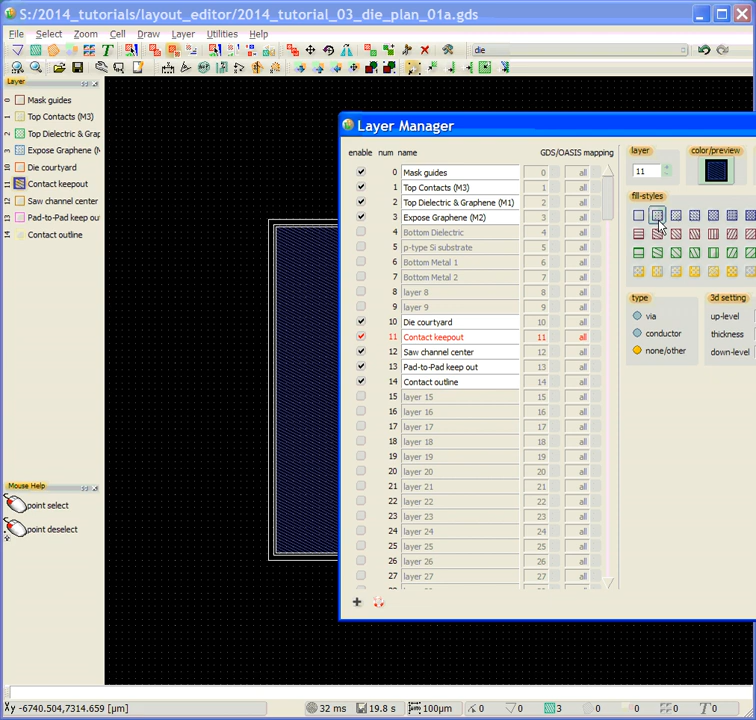 S:/2014_tutorials/layout_editor/2014_tutorial_03_die_plan_01a.gds
File Select Zoom Cell Draw Layer Utilities Help
die
Layer
0 Mask guides
1 Top Contacts (M3)
2 Top Dielectric & Grap
3 Expose Graphene (M
10 Die courtyard
11 Contact keepout
12 Saw channel center
13 Pad-to-Pad keep ou
14 Contact outline
Mouse Help
point select
point deselect
Layer Manager
enable num name GDS/OASIS mapping
0 Mask guides 0 all
1 Top Contacts (M3) 1 all
2 Top Dielectric & Graphene (M1) 2 all
3 Expose Graphene (M2) 3 all
4 Bottom Dielectric 4 all
5 p-type Si substrate 5 all
6 Bottom Metal 1 6 all
7 Bottom Metal 2 7 all
8 layer 8 8 all
9 layer 9 9 all
10 Die courtyard 10 all
11 Contact keepout 11 all
12 Saw channel center 12 all
13 Pad-to-Pad keep out 13 all
14 Contact outline 14 all
15 layer 15 15 all
16 layer 16 16 all
17 layer 17 17 all
18 layer 18 18 all
19 layer 19 19 all
20 layer 20 20 all
21 layer 21 21 all
22 layer 22 22 all
23 layer 23 23 all
24 layer 24 24 all
25 layer 25 25 all
26 layer 26 26 all
27 layer 27 27 all
layer color/preview
11
fill-styles
type 3d setting
via up-level
conductor thickness
none/other down-level
Xy -6740.504,7314.659 [µm] 32 ms 19.8 s 100µm 0 0 3 0 0 0 0